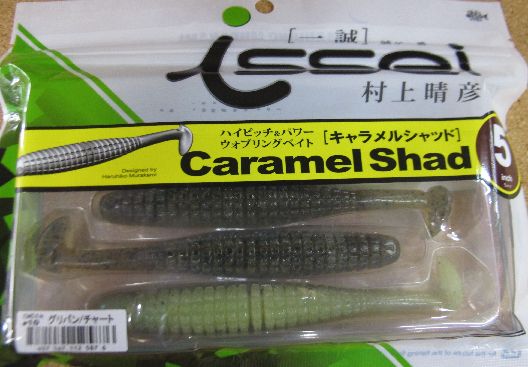 [一誠]
issei
村上晴彦
ハイピッチ&パワー
ウォブリングベイト
[キャラメルシャッド]
Caramel Shad
5
inch
Designed by
Haruhiko Murakami
#10 グリパン/チャート